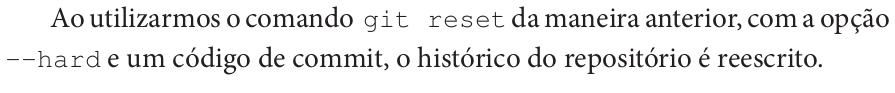 Ao utilizarmos o comando git reset da maneira anterior, com a opção
--hard e um código de commit, o histórico do repositório é reescrito.